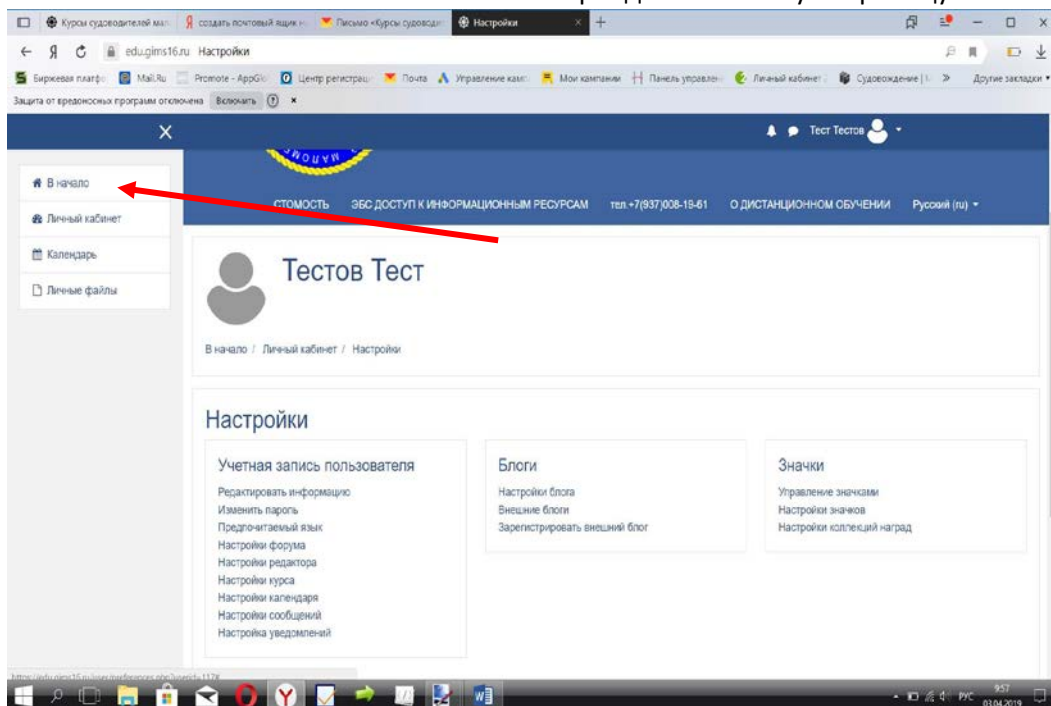 Курсы судоводителей мал
создать почтовый ящик н
Письмо «Курсы судоводи
Настройки
edu.gims16.ru Настройки
Биржевая платф
Mail.Ru
Promote - AppG
Центр регистрац
Почта
Управление камп
Мои кампании
Панель управлен
Личный кабинет
Судовождение |
Другие закладки
Защита от вредоносных программ отключена Включить
Тест Тестов
В начало
Личный кабинет
Календарь
Личные файлы
СТОМОСТЬ ЭБС ДОСТУП К ИНФОРМАЦИОННЫМ РЕСУРСАМ тел.+7(937)008-19-61 О ДИСТАНЦИОННОМ ОБУЧЕНИИ Русский (ru)
Тестов Тест
В начало / Личный кабинет / Настройки
Настройки
Учетная запись пользователя
Редактировать информацию
Изменить пароль
Предпочитаемый язык
Настройки форума
Настройки редактора
Настройки курса
Настройки календаря
Настройки сообщений
Настройка уведомлений
Блоги
Настройки блога
Внешние блоги
Зарегистрировать внешний блог
Значки
Управление значками
Настройки значков
Настройки коллекций наград
РУС
9:57
03.04.2019